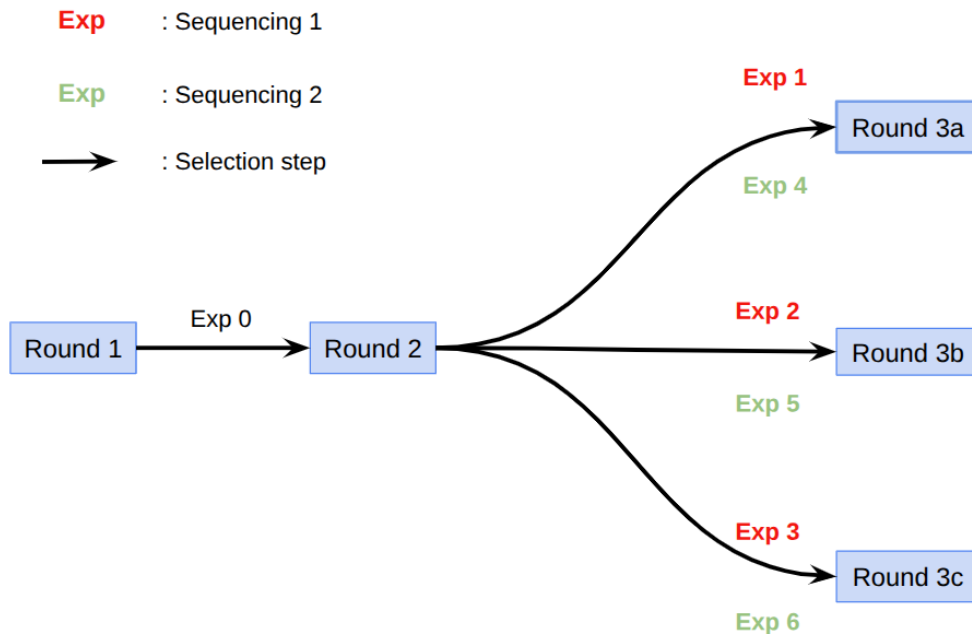 Exp : Sequencing 1
Exp : Sequencing 2
: Selection step
Exp 1
Round 3a
Exp 4
Exp 0
Exp 2
Round 1
Round 2
Round 3b
Exp 5
Exp 3
Round 3c
Exp 6